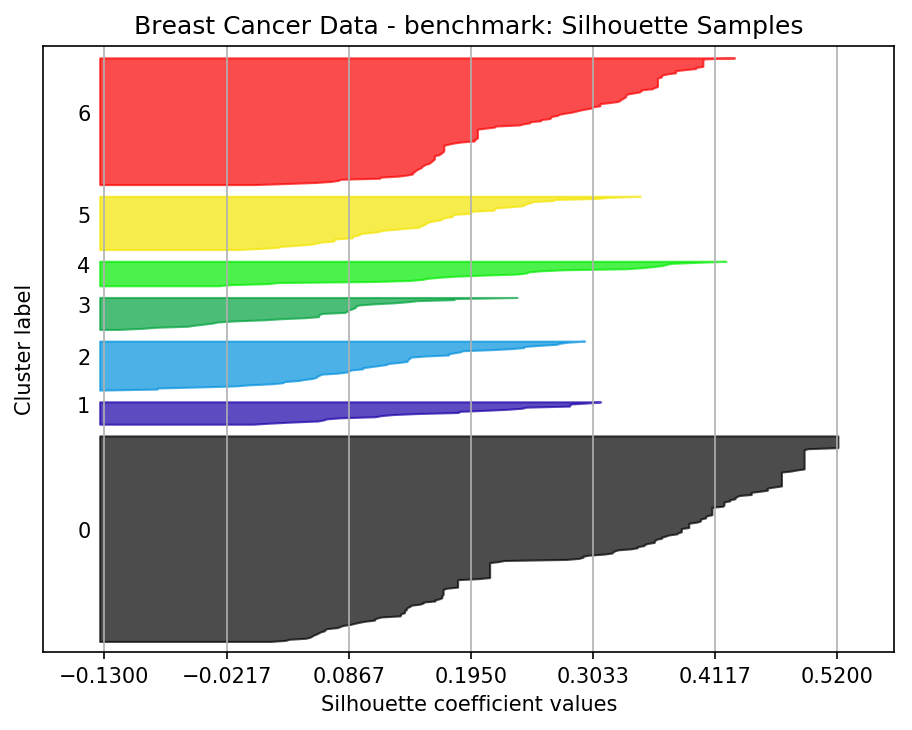 Breast Cancer Data - benchmark: Silhouette Samples
6
5
4
3
2
1
0
Cluster label
−0.1300 −0.0217 0.0867 0.1950 0.3033 0.4117 0.5200
Silhouette coefficient values